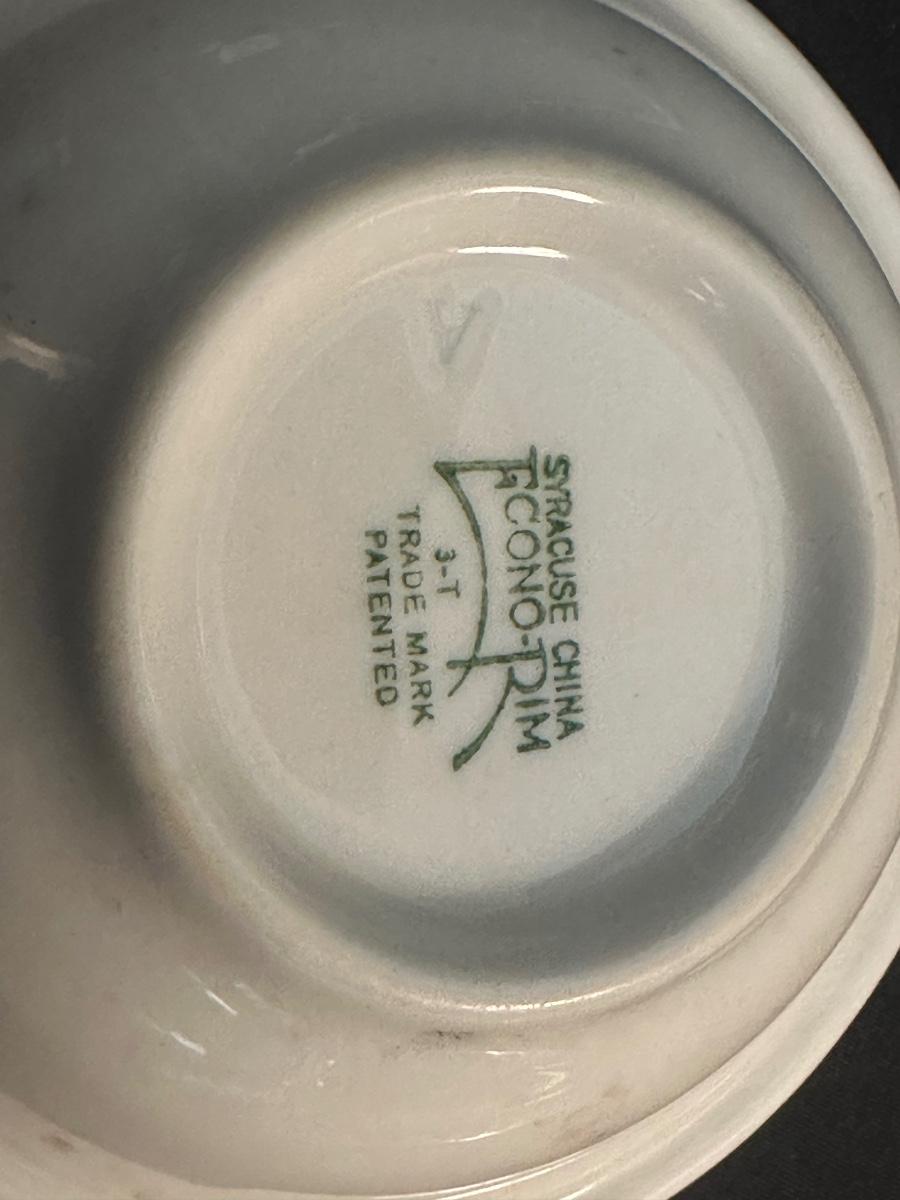 SYRACUSE CHINA
ECONO-RIM
3-T
TRADE MARK
PATENTED